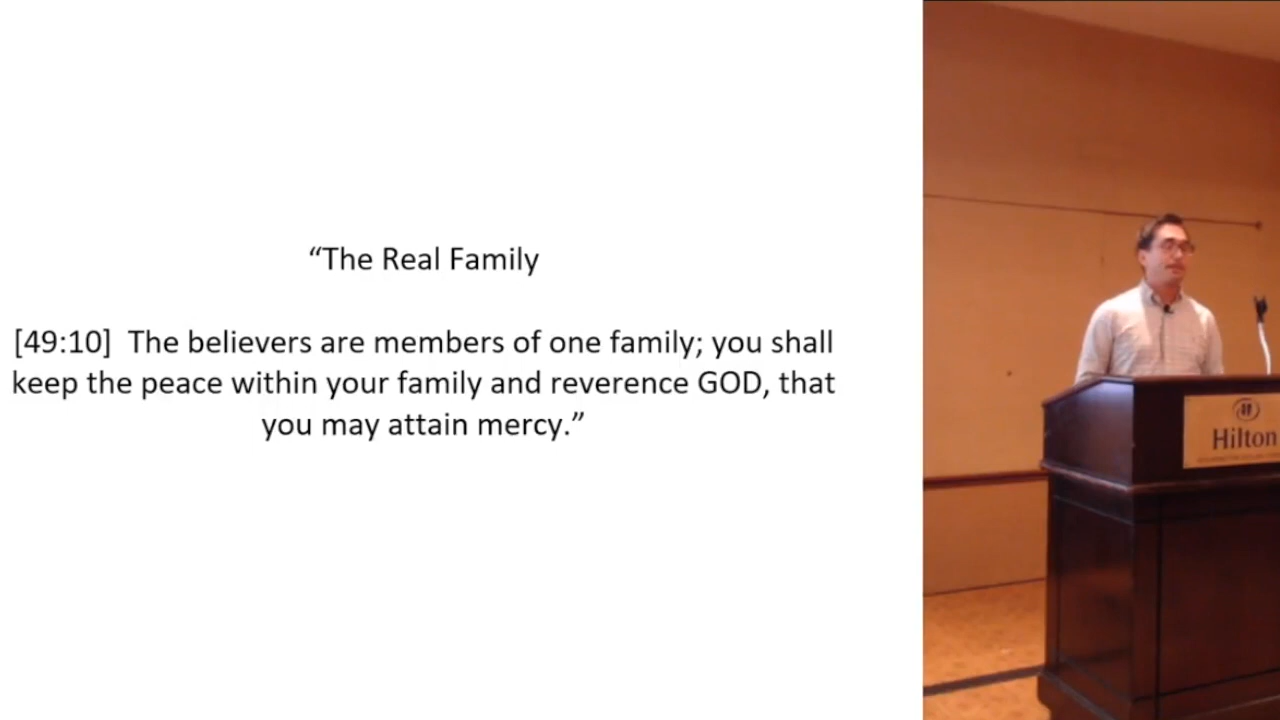 “The Real Family
[49:10]  The believers are members of one family; you shall
keep the peace within your family and reverence GOD, that
you may attain mercy.”
Hilton